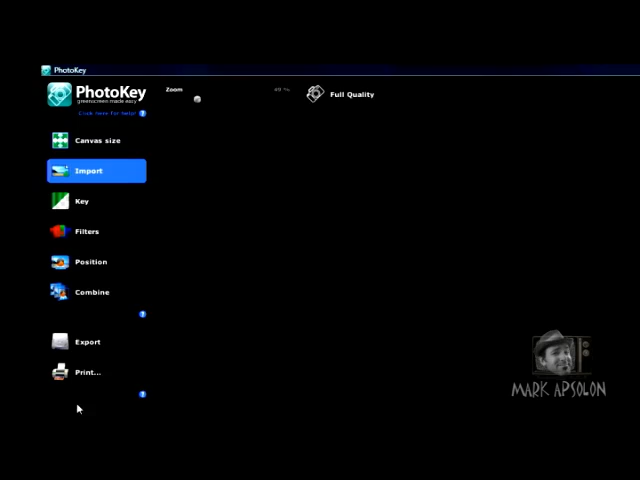 PhotoKey
PhotoKey
greenscreen made easy
Click here for help!
Zoom
49 %
Full Quality
Canvas size
Import
Key
Filters
Position
Combine
Export
Print...
MARK APSOLON